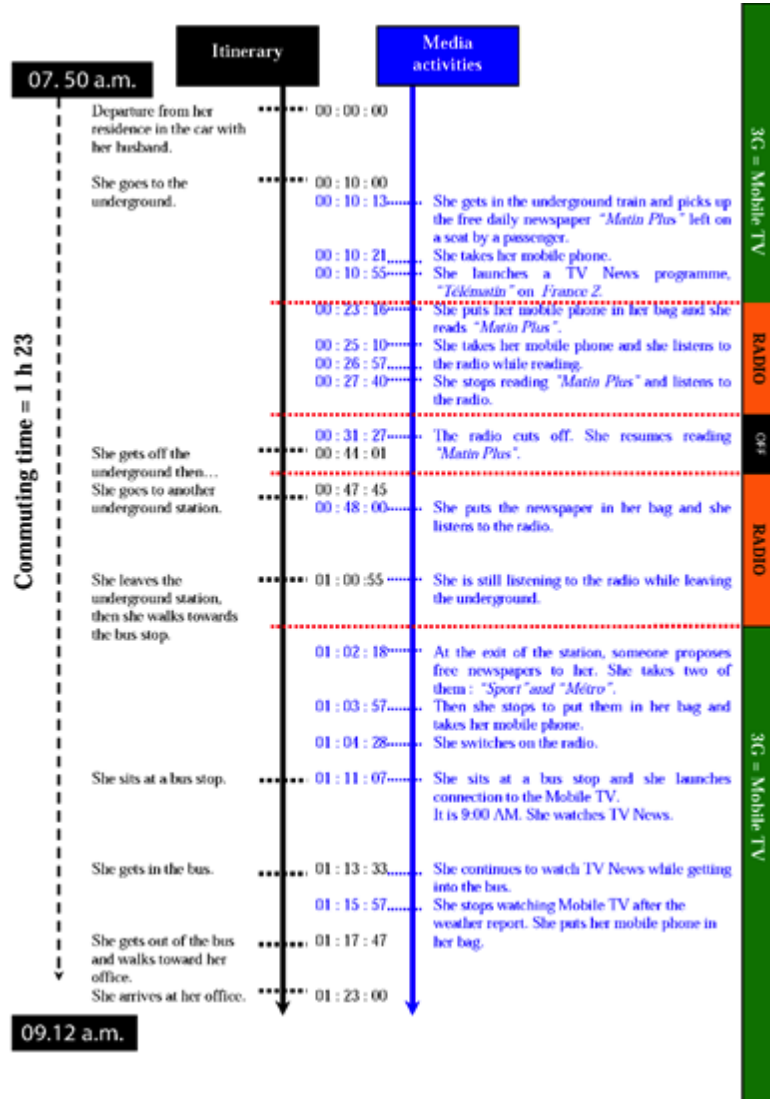 Itinerary
Media
activities
07. 50 a.m.
Departure from her
residence in the car with
her husband.
00 : 00 : 00
She goes to the
underground.
00 : 10 : 00
00 : 10 : 13
She gets in the underground train and picks up
the free daily newspaper “Matin Plus” left on
a seat by a passenger.
00 : 10 : 21
She takes her mobile phone.
00 : 10 : 55
She launches a TV News programme,
“Télématin” on France 2.
3G = Mobile TV
00 : 23 : 16
She puts her mobile phone in her bag and she
reads “Matin Plus”.
00 : 25 : 10
She takes her mobile phone and she listens to
00 : 26 : 57
the radio while reading.
00 : 27 : 40
She stops reading “Matin Plus” and listens to
the radio.
RADIO
Commuting time = 1 h 23
00 : 31 : 27
The radio cuts off. She resumes reading
“Matin Plus”.
She gets off the
underground then…
00 : 44 : 01
OFF
She goes to another
underground station.
00 : 47 : 45
00 : 48 : 00
She puts the newspaper in her bag and she
listens to the radio.
She leaves the
underground station,
then she walks towards
the bus stop.
01 : 00 :55
She is still listening to the radio while leaving
the underground.
RADIO
01 : 02 : 18
At the exit of the station, someone proposes
free newspapers to her. She takes two of
them : “Sport”and “Métro”.
01 : 03 : 57
Then she stops to put them in her bag and
takes her mobile phone.
01 : 04 : 28
She switches on the radio.
She sits at a bus stop.
01 : 11 : 07
She sits at a bus stop and she launches
connection to the Mobile TV.
It is 9:00 AM. She watches TV News.
3G = Mobile TV
She gets in the bus.
01 : 13 : 33
She continues to watch TV News while getting
into the bus.
01 : 15 : 57
She stops watching Mobile TV after the
weather report. She puts her mobile phone in
her bag.
She gets out of the bus
and walks toward her
office.
01 : 17 : 47
She arrives at her office.
01 : 23 : 00
09.12 a.m.